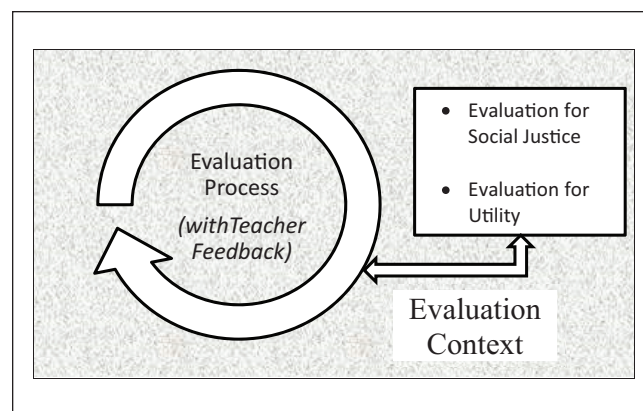 Evaluation
Process
(withTeacher
Feedback)
• Evaluation for
Social Justice
• Evaluation for
Utility
Evaluation
Context